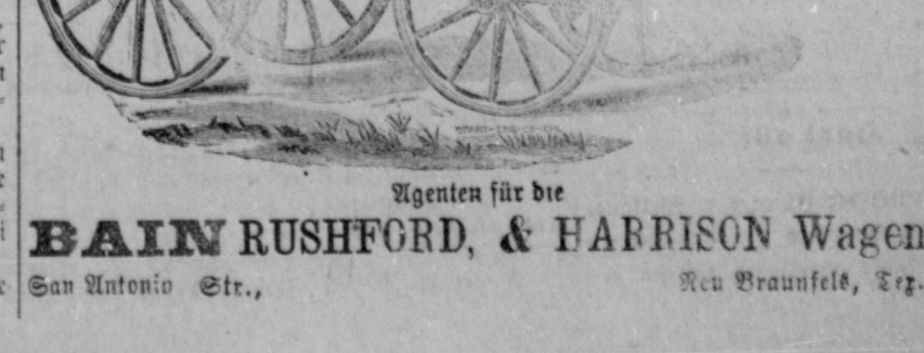 Agenten für die
BAIN RUSHFORD, & HARRISON Wagen
San Antonio Str., Neu Braunfels, Tex.